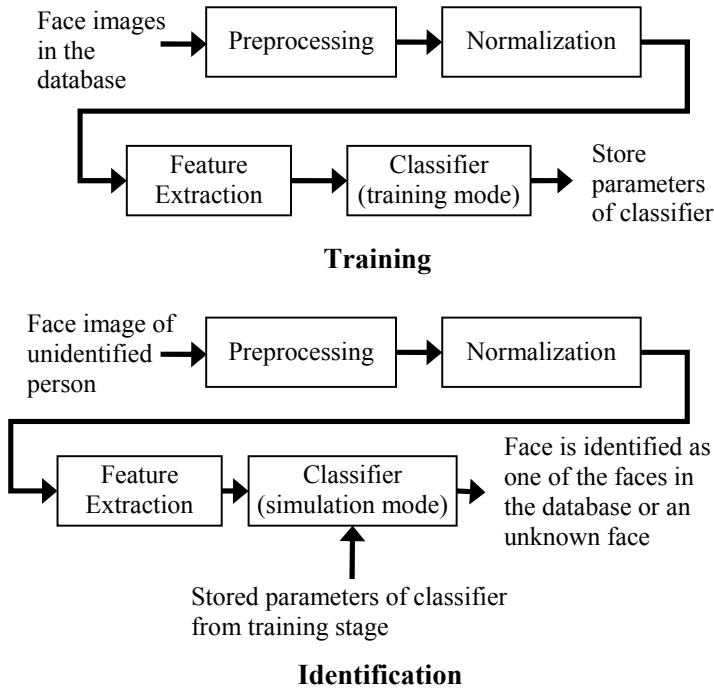 Face images
in the
database
Preprocessing
Normalization
Feature
Extraction
Classifier
(training mode)
Store
parameters
of classifier
Training
Face image of
unidentified
person
Preprocessing
Normalization
Feature
Extraction
Classifier
(simulation mode)
Face is identified as
one of the faces in
the database or an
unknown face
Stored parameters of classifier
from training stage
Identification